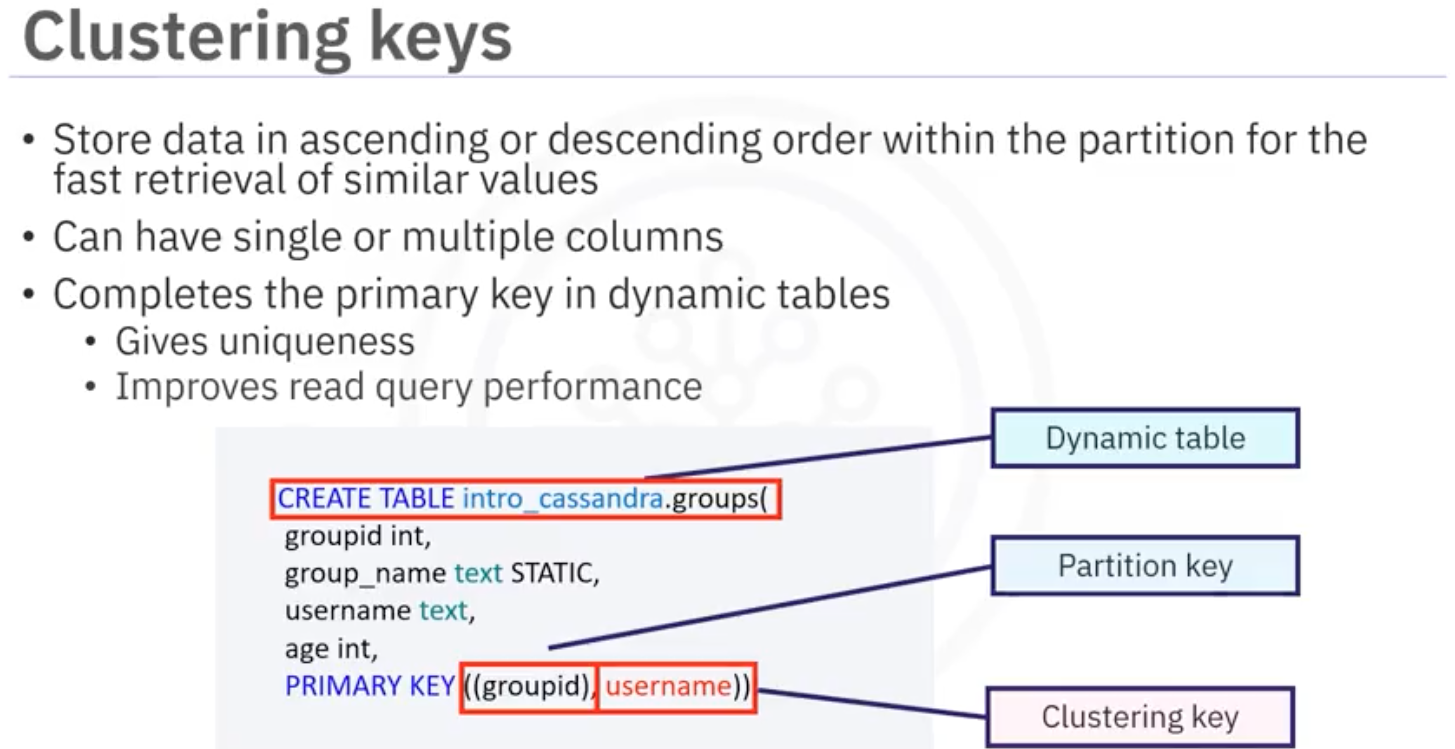 Clustering keys
• Store data in ascending or descending order within the partition for the
fast retrieval of similar values
• Can have single or multiple columns
• Completes the primary key in dynamic tables
• Gives uniqueness
• Improves read query performance
Dynamic table
CREATE TABLE intro_cassandra.groups(
groupid int,
group_name text STATIC,
username text,
age int,
PRIMARY KEY ((groupid), username))
Partition key
Clustering key